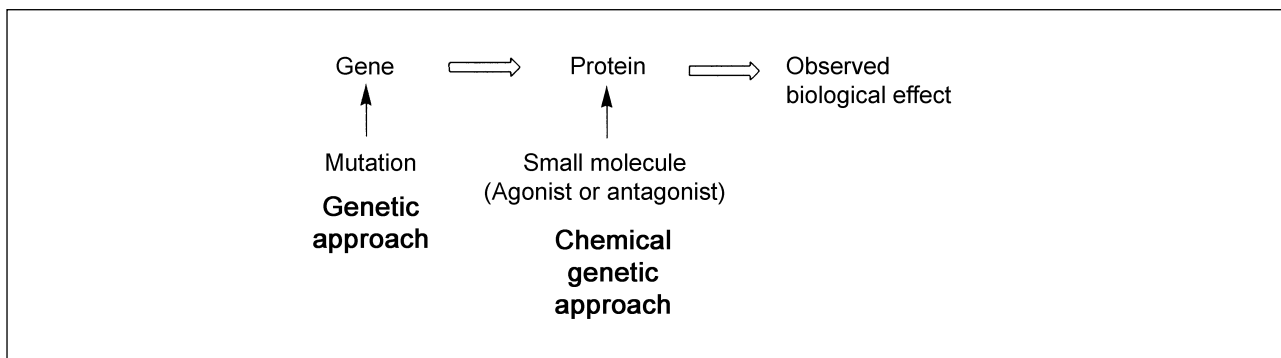 Gene
Protein
Observed
biological effect
Mutation
Genetic
approach
Small molecule
(Agonist or antagonist)
Chemical
genetic
approach